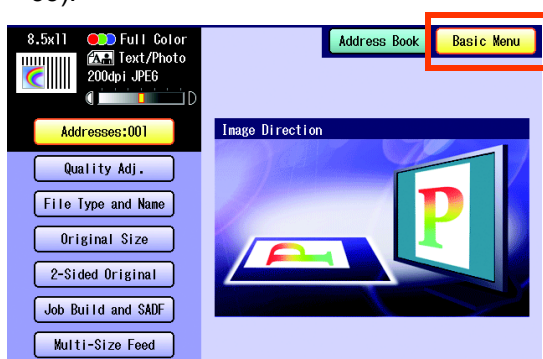 8.5x11 Full Color
Text/Photo
200dpi JPEG
Address Book
Basic Menu
Addresses:001
Image Direction
Quality Adj.
File Type and Name
Original Size
2-Sided Original
Job Build and SADF
Multi-Size Feed
P
P